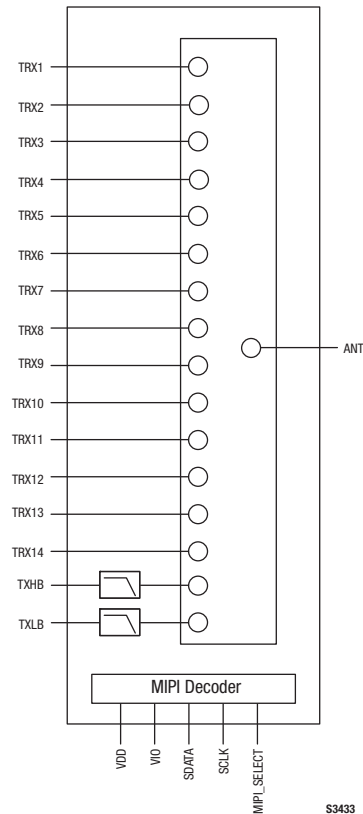 TRX1
TRX2
TRX3
TRX4
TRX5
TRX6
TRX7
TRX8
ANT
TRX9
TRX10
TRX11
TRX12
TRX13
TRX14
TXHB
TXLB
MIPI Decoder
VDD
VIO
SDATA
SCLK
MIPI_SELECT
S3433